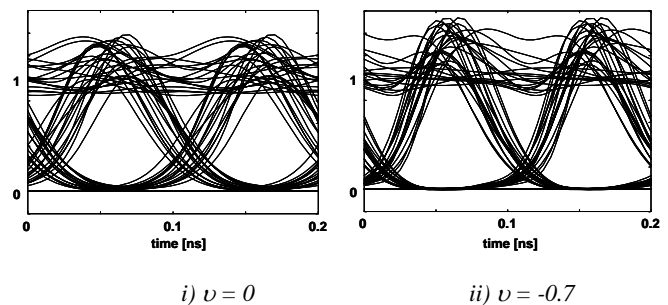 1
0
0
0.1
0.2
time [ns]
1
0
0
0.1
0.2
time [ns]
i) υ = 0
ii) υ = -0.7